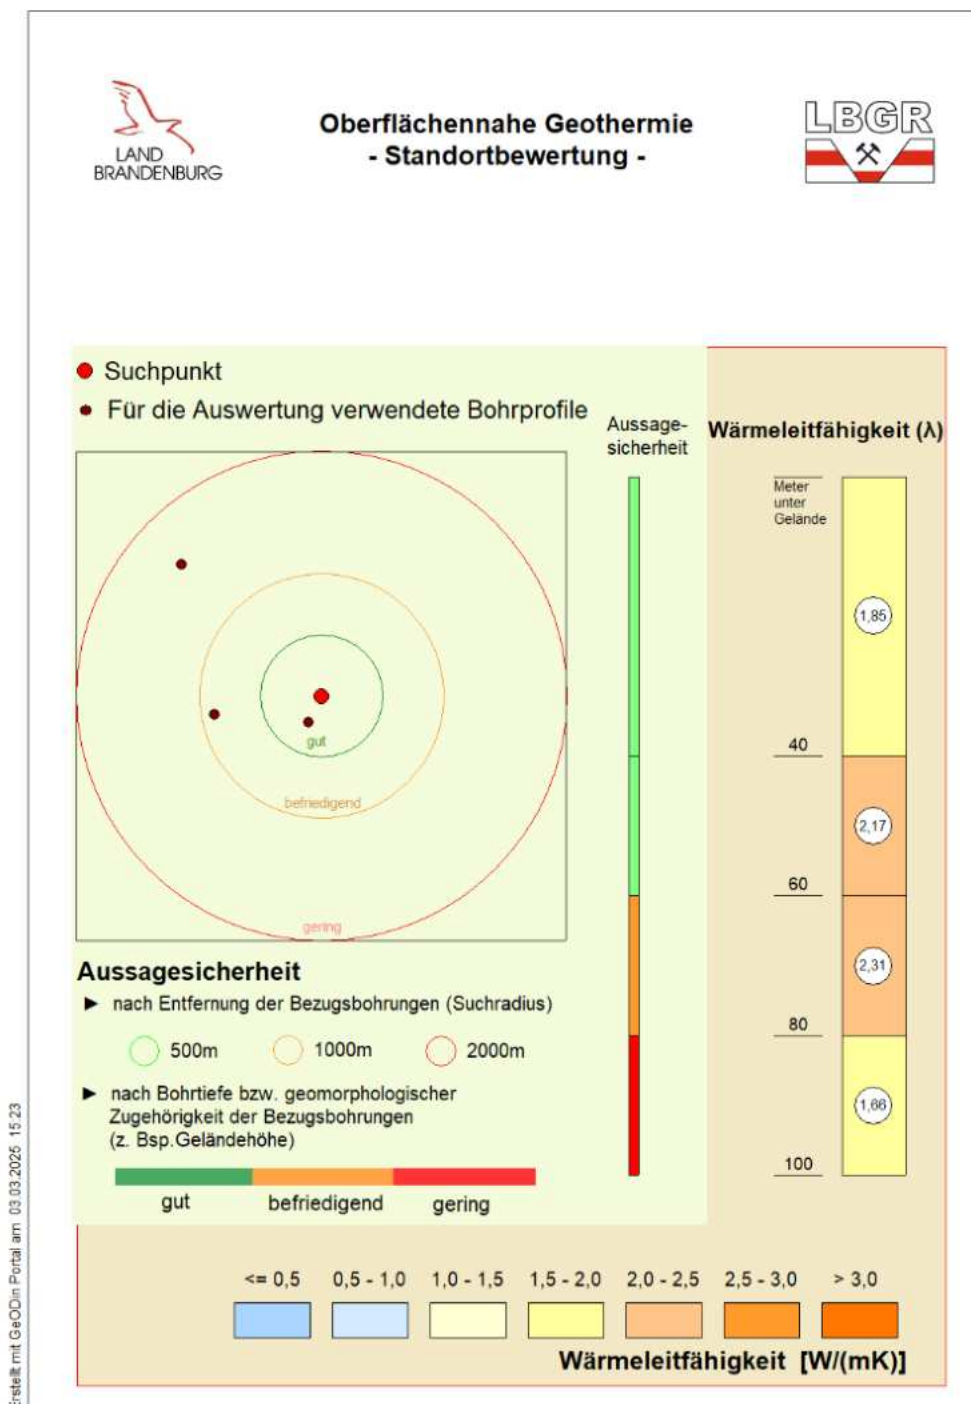 LAND
BRANDENBURG
Oberflächennahe Geothermie
- Standortbewertung -
LBGR
Suchpunkt
Für die Auswertung verwendete Bohrprofile
gut
befriedigend
gering
Aussagesicherheit
► nach Entfernung der Bezugsbohrungen (Suchradius)
500m 1000m 2000m
► nach Bohrtiefe bzw. geomorphologischer
Zugehörigkeit der Bezugsbohrungen
(z. Bsp.Geländehöhe)
gut befriedigend gering
Aussage-
sicherheit
Wärmeleitfähigkeit (λ)
Meter
unter
Gelände
1,85
40
2,17
60
2,31
80
1,66
100
<= 0,5 0,5 - 1,0 1,0 - 1,5 1,5 - 2,0 2,0 - 2,5 2,5 - 3,0 > 3,0
Wärmeleitfähigkeit [W/(mK)]
Erstellt mit GeODin Portal am 03.03.2025 15:23